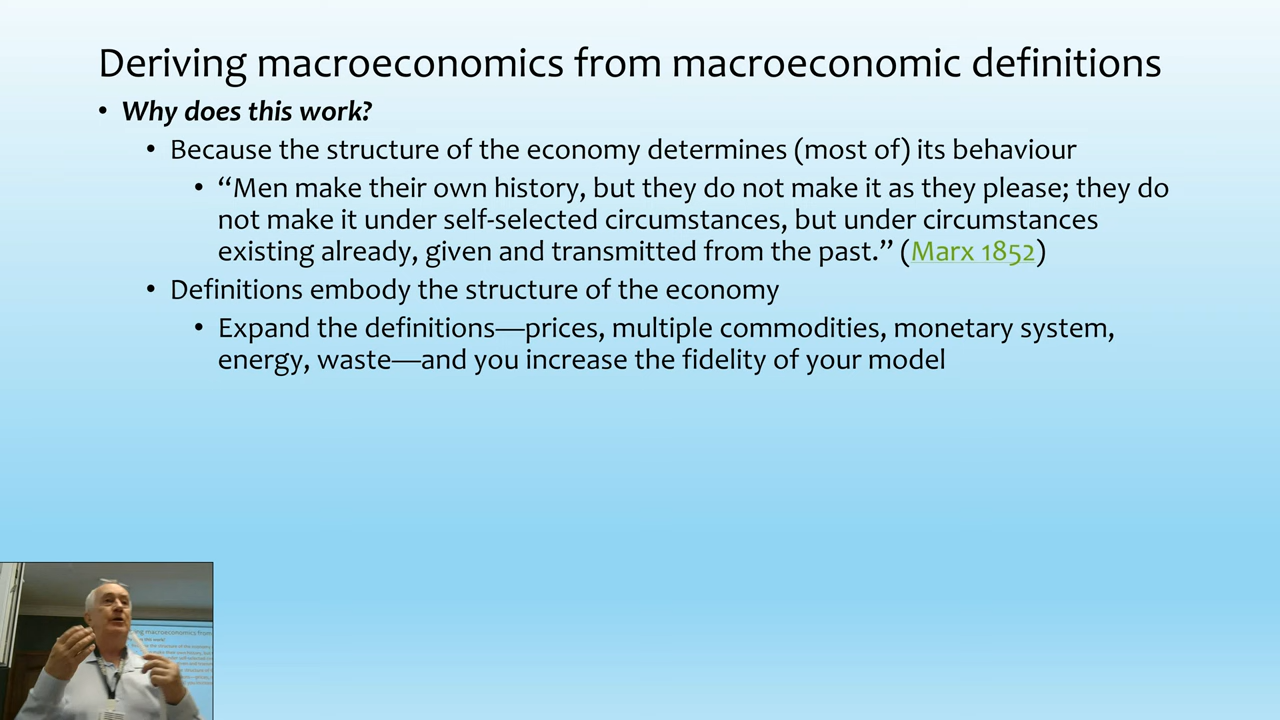 Deriving macroeconomics from macroeconomic definitions
• Why does this work?
• Because the structure of the economy determines (most of) its behaviour
• “Men make their own history, but they do not make it as they please; they do
not make it under self-selected circumstances, but under circumstances
existing already, given and transmitted from the past.” (Marx 1852)
• Definitions embody the structure of the economy
• Expand the definitions—prices, multiple commodities, monetary system,
energy, waste—and you increase the fidelity of your model
ing macroeconomics from